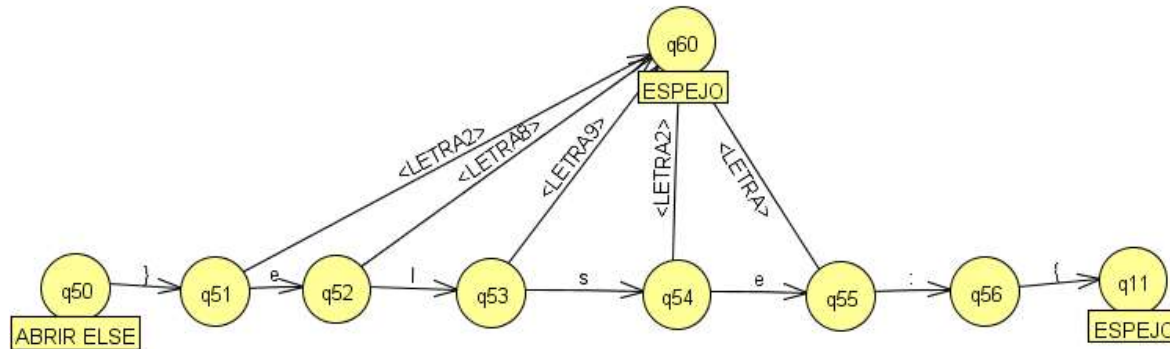 q60
ESPEJO
<LETRA2>
<LETRA8>
<LETRA9>
<LETRA2>
<LETRA>
q50 } q51 e q52 l q53 s q54 e q55 : q56 { q11
ABRIR ELSE
ESPEJO